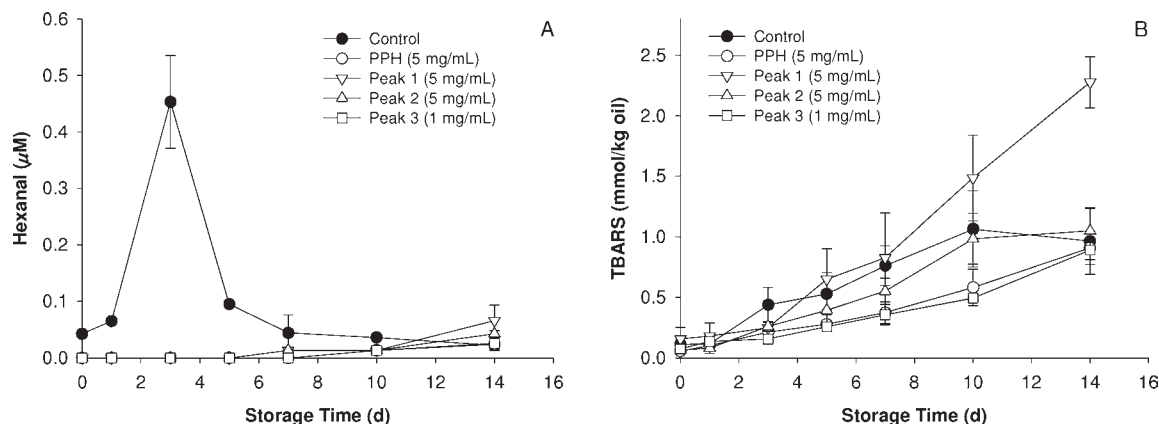 A
Control
PPH (5 mg/mL)
Peak 1 (5 mg/mL)
Peak 2 (5 mg/mL)
Peak 3 (1 mg/mL)
0.6
0.5
0.4
0.3
0.2
0.1
0.0
Hexanal (μM)
0 2 4 6 8 10 12 14 16
Storage Time (d)
B
Control
PPH (5 mg/mL)
Peak 1 (5 mg/mL)
Peak 2 (5 mg/mL)
Peak 3 (1 mg/mL)
2.5
2.0
1.5
1.0
0.5
0.0
TBARS (mmol/kg oil)
0 2 4 6 8 10 12 14 16
Storage Time (d)